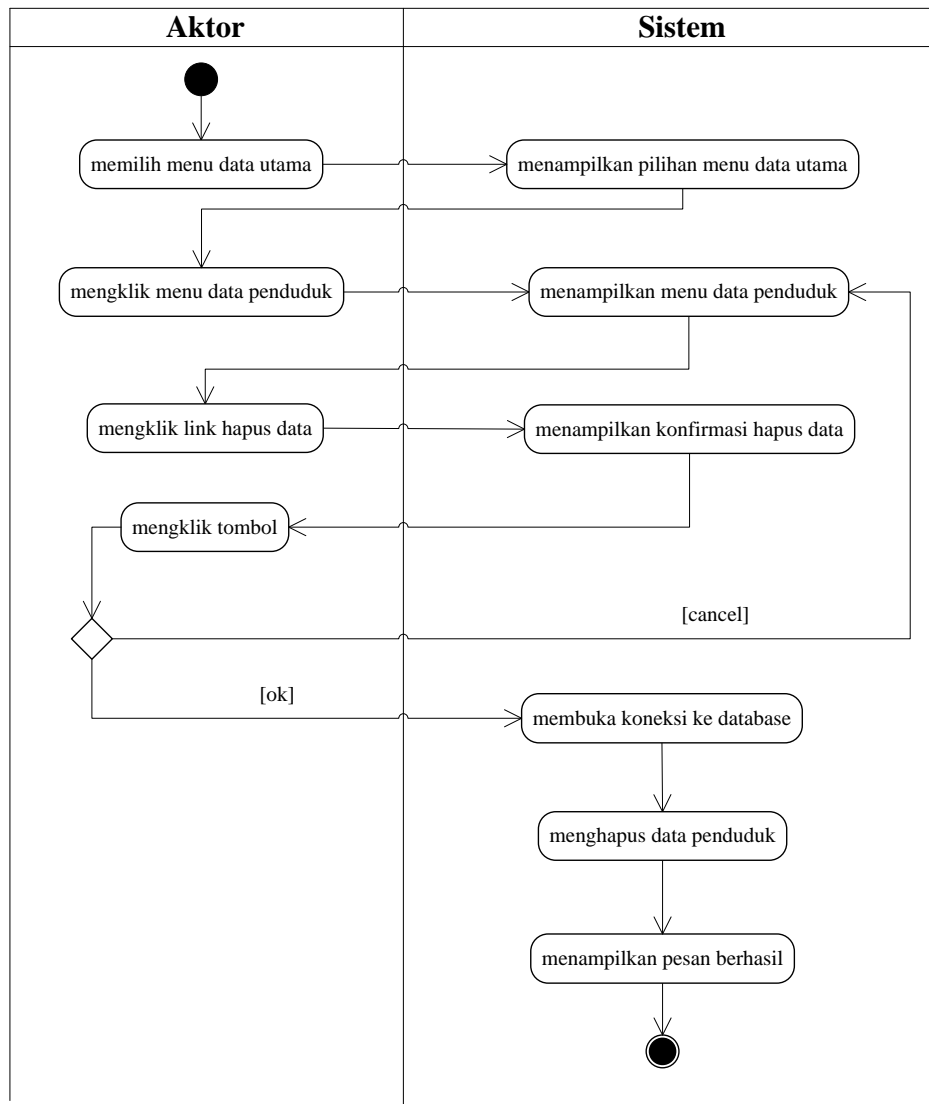 Aktor
Sistem
memilih menu data utama
menampilkan pilihan menu data utama
mengklik menu data penduduk
menampilkan menu data penduduk
mengklik link hapus data
menampilkan konfirmasi hapus data
mengklik tombol
[cancel]
[ok]
membuka koneksi ke database
menghapus data penduduk
menampilkan pesan berhasil